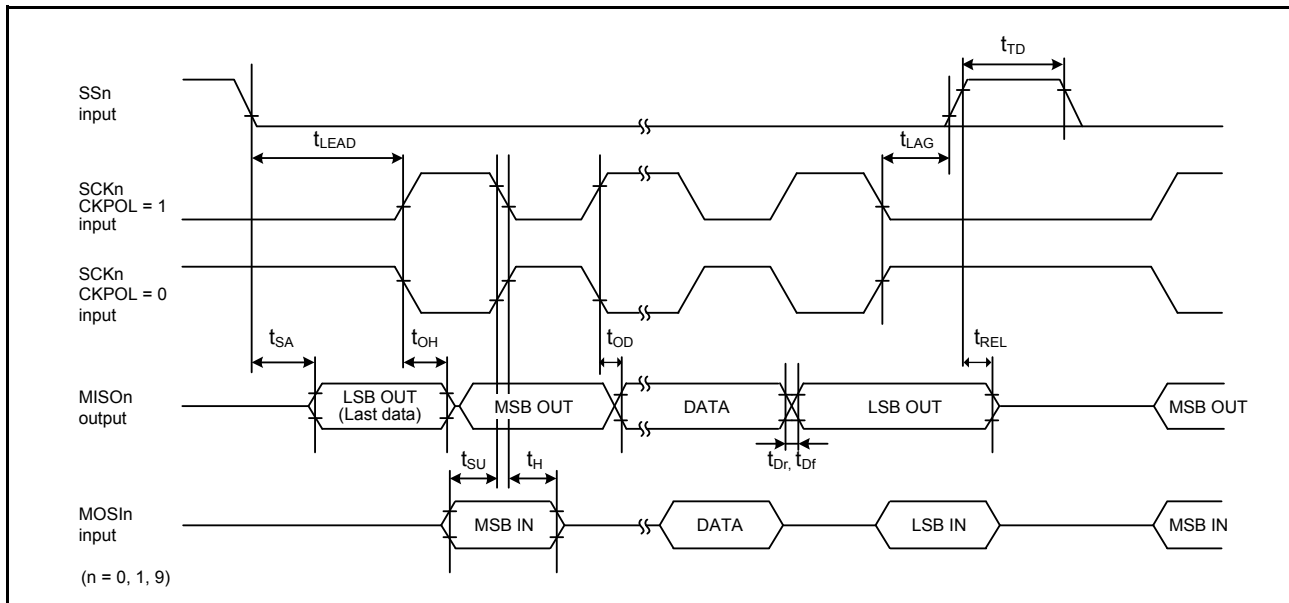 tTD
SSn
input
tLEAD
tLAG
SCKn
CKPOL = 1
input
SCKn
CKPOL = 0
input
tSA
tOH
tOD
tREL
MISOn
output
LSB OUT
(Last data)
MSB OUT
DATA
LSB OUT
MSB OUT
tSU
tH
tDr, tDf
MOSIn
input
MSB IN
DATA
LSB IN
MSB IN
(n = 0, 1, 9)